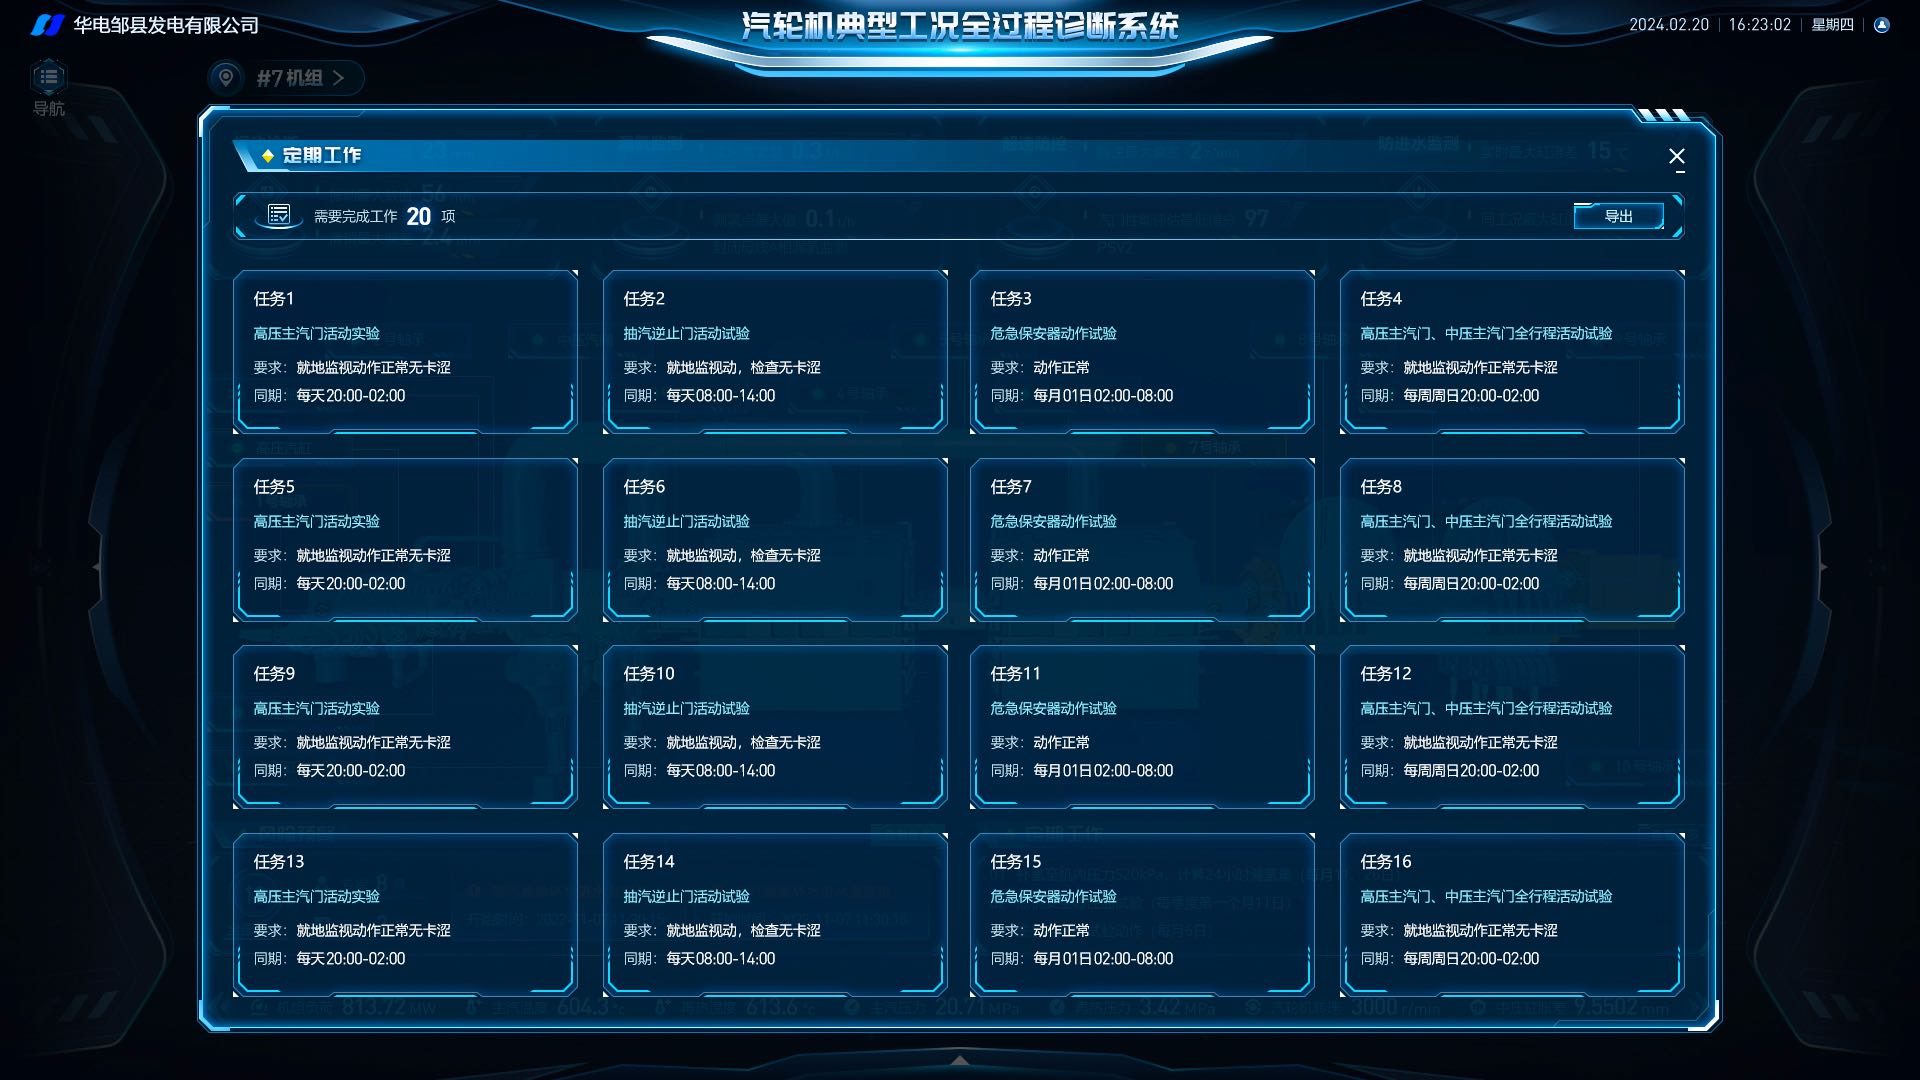 华电邹县发电有限公司
汽轮机典型工况全过程诊断系统
2024.02.20 16:23:02 星期四
导航
#7机组
定期工作
需要完成工作 20 项
导出
任务1
高压主汽门活动实验
要求：就地监视动作正常无卡涩
同期：每天20:00-02:00
任务2
抽汽逆止门活动试验
要求：就地监视动，检查无卡涩
同期：每天08:00-14:00
任务3
危急保安器动作试验
要求：动作正常
同期：每月01日02:00-08:00
任务4
高压主汽门、中压主汽门全行程活动试验
要求：就地监视动作正常无卡涩
同期：每周周日20:00-02:00
任务5
高压主汽门活动实验
要求：就地监视动作正常无卡涩
同期：每天20:00-02:00
任务6
抽汽逆止门活动试验
要求：就地监视动，检查无卡涩
同期：每天08:00-14:00
任务7
危急保安器动作试验
要求：动作正常
同期：每月01日02:00-08:00
任务8
高压主汽门、中压主汽门全行程活动试验
要求：就地监视动作正常无卡涩
同期：每周周日20:00-02:00
任务9
高压主汽门活动实验
要求：就地监视动作正常无卡涩
同期：每天20:00-02:00
任务10
抽汽逆止门活动试验
要求：就地监视动，检查无卡涩
同期：每天08:00-14:00
任务11
危急保安器动作试验
要求：动作正常
同期：每月01日02:00-08:00
任务12
高压主汽门、中压主汽门全行程活动试验
要求：就地监视动作正常无卡涩
同期：每周周日20:00-02:00
任务13
高压主汽门活动实验
要求：就地监视动作正常无卡涩
同期：每天20:00-02:00
任务14
抽汽逆止门活动试验
要求：就地监视动，检查无卡涩
同期：每天08:00-14:00
任务15
危急保安器动作试验
要求：动作正常
同期：每月01日02:00-08:00
任务16
高压主汽门、中压主汽门全行程活动试验
要求：就地监视动作正常无卡涩
同期：每周周日20:00-02:00